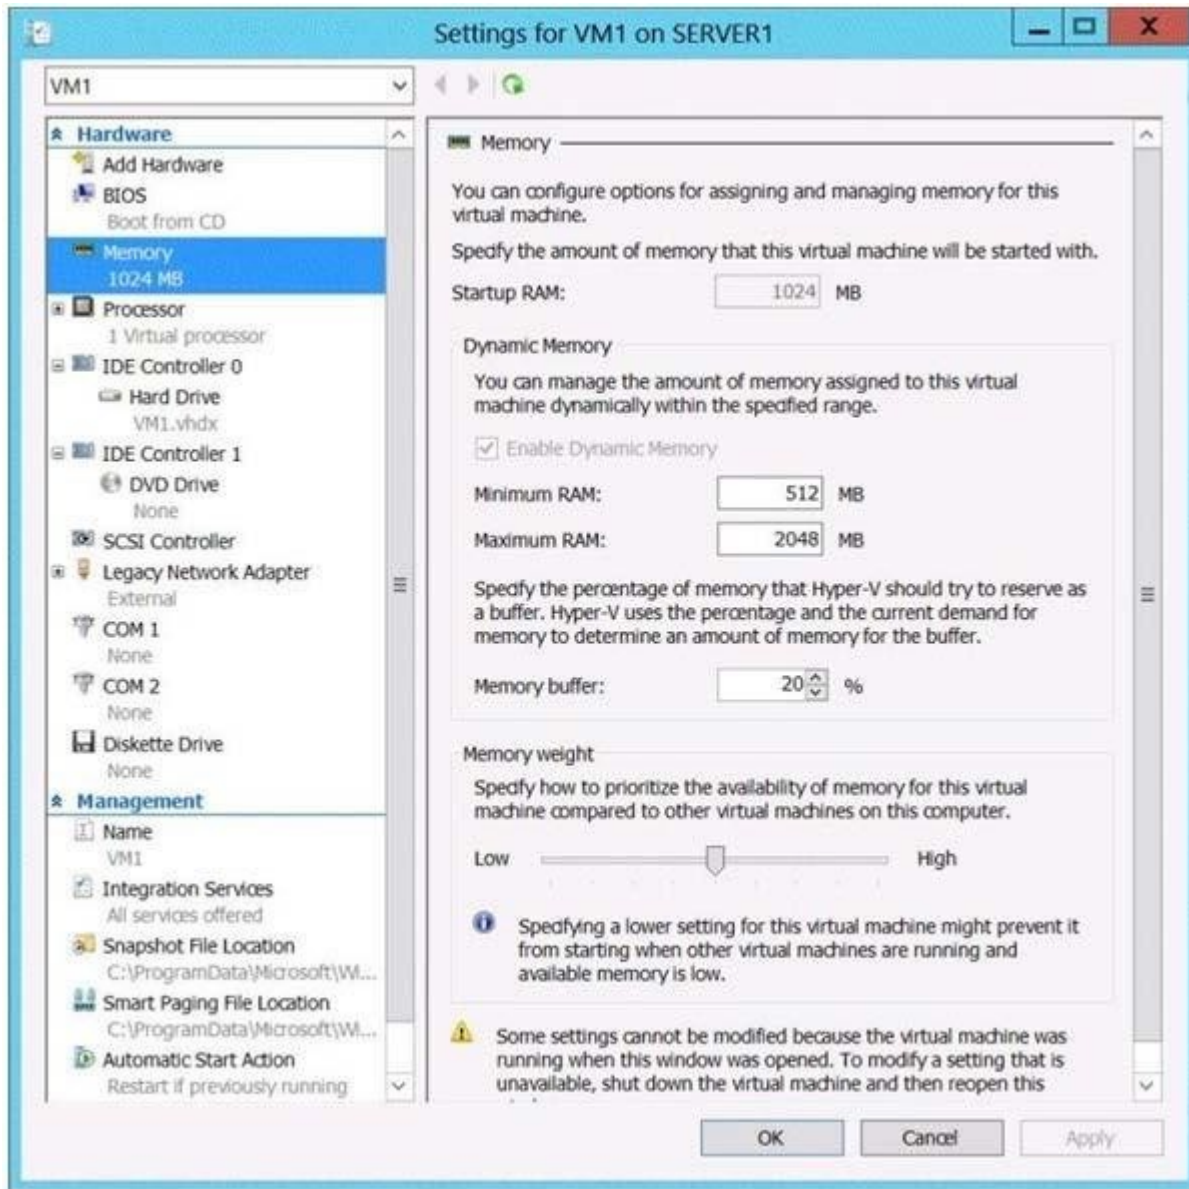 Settings for VM1 on SERVER1
VM1
Hardware
Add Hardware
BIOS
Boot from CD
Memory
1024 MB
Processor
1 Virtual processor
IDE Controller 0
Hard Drive
VM1.vhdx
IDE Controller 1
DVD Drive
None
SCSI Controller
Legacy Network Adapter
External
COM 1
None
COM 2
None
Diskette Drive
None
Management
Name
VM1
Integration Services
All services offered
Snapshot File Location
C:\ProgramData\Microsoft\Wi...
Smart Paging File Location
C:\ProgramData\Microsoft\Wi...
Automatic Start Action
Restart if previously running
Memory
You can configure options for assigning and managing memory for this
virtual machine.
Specify the amount of memory that this virtual machine will be started with.
Startup RAM: 1024 MB
Dynamic Memory
You can manage the amount of memory assigned to this virtual
machine dynamically within the specified range.
Enable Dynamic Memory
Minimum RAM: 512 MB
Maximum RAM: 2048 MB
Specify the percentage of memory that Hyper-V should try to reserve as
a buffer. Hyper-V uses the percentage and the current demand for
memory to determine an amount of memory for the buffer.
Memory buffer: 20 %
Memory weight
Specify how to prioritize the availability of memory for this virtual
machine compared to other virtual machines on this computer.
Low High
Specifying a lower setting for this virtual machine might prevent it
from starting when other virtual machines are running and
available memory is low.
Some settings cannot be modified because the virtual machine was
running when this window was opened. To modify a setting that is
unavailable, shut down the virtual machine and then reopen this
OK Cancel Apply